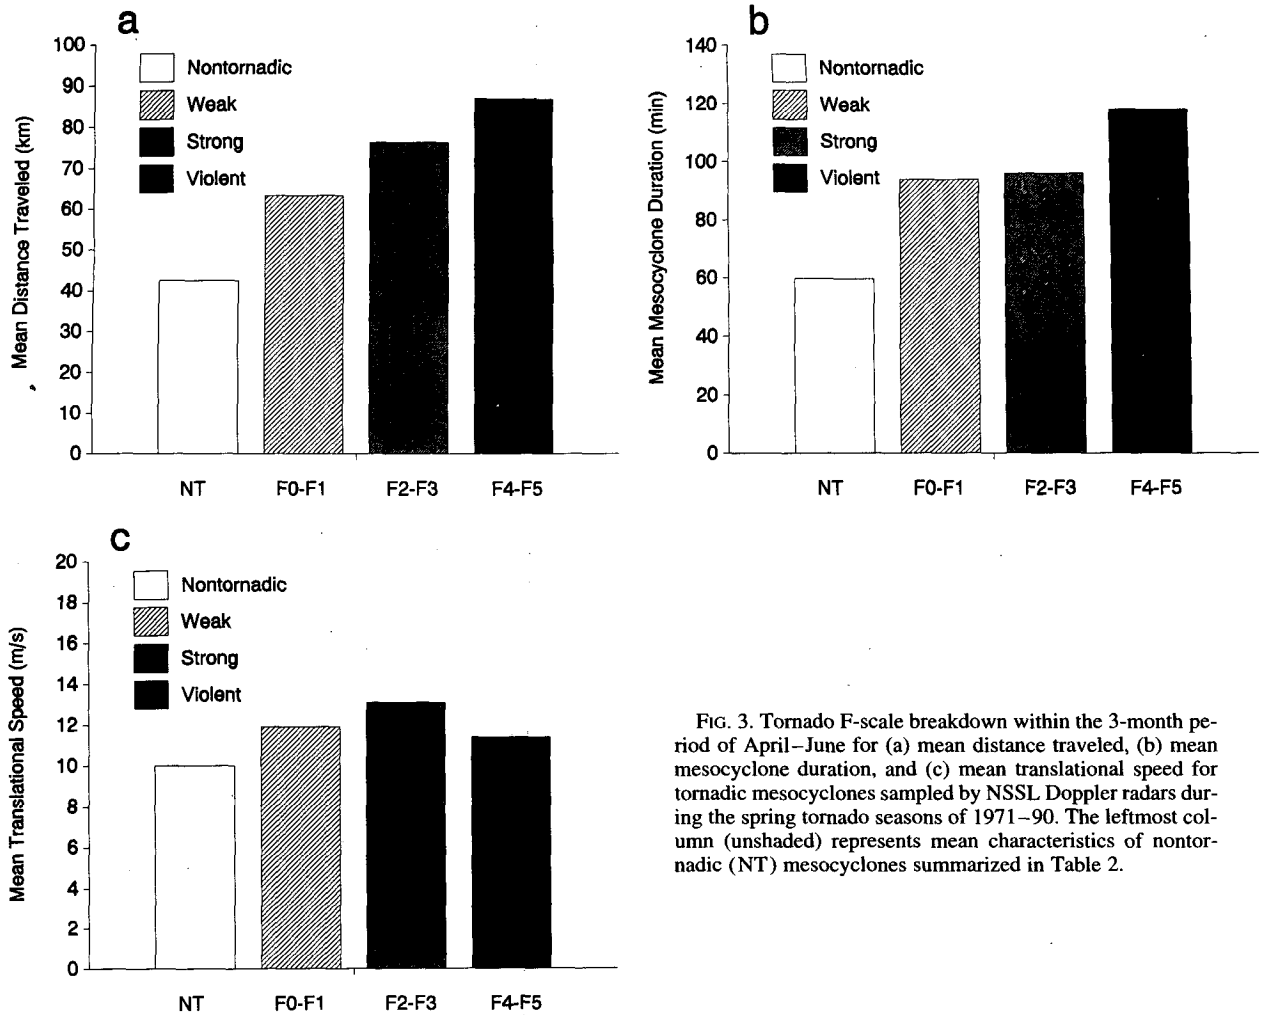 a
100
90
80
70
60
50
40
30
20
10
0
Mean Distance Traveled (km)
Nontornadic
Weak
Strong
Violent
NT F0-F1 F2-F3 F4-F5
b
140
120
100
80
60
40
20
0
Mean Mesocyclone Duration (min)
Nontornadic
Weak
Strong
Violent
NT F0-F1 F2-F3 F4-F5
c
20
18
16
14
12
10
8
6
4
2
0
Mean Translational Speed (m/s)
Nontornadic
Weak
Strong
Violent
NT F0-F1 F2-F3 F4-F5
FIG. 3. Tornado F-scale breakdown within the 3-month pe-
riod of April–June for (a) mean distance traveled, (b) mean
mesocyclone duration, and (c) mean translational speed for
tornadic mesocyclones sampled by NSSL Doppler radars dur-
ing the spring tornado seasons of 1971–90. The leftmost col-
umn (unshaded) represents mean characteristics of nontor-
nadic (NT) mesocyclones summarized in Table 2.